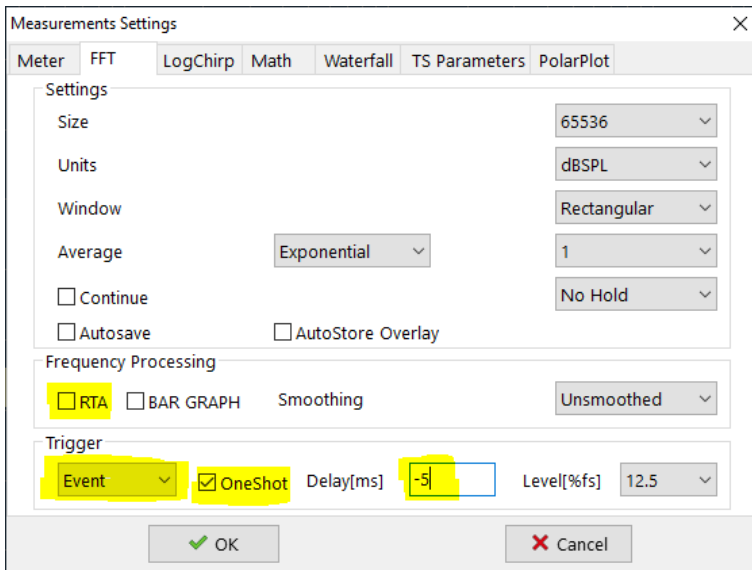 Measurements Settings
Meter FFT LogChirp Math Waterfall TS Parameters PolarPlot
Settings
Size 65536
Units dBSPL
Window Rectangular
Average Exponential 1
Continue No Hold
Autosave AutoStore Overlay
Frequency Processing
RTA BAR GRAPH Smoothing Unsmoothed
Trigger
Event OneShot Delay[ms] -5 Level[%fs] 12.5
OK Cancel